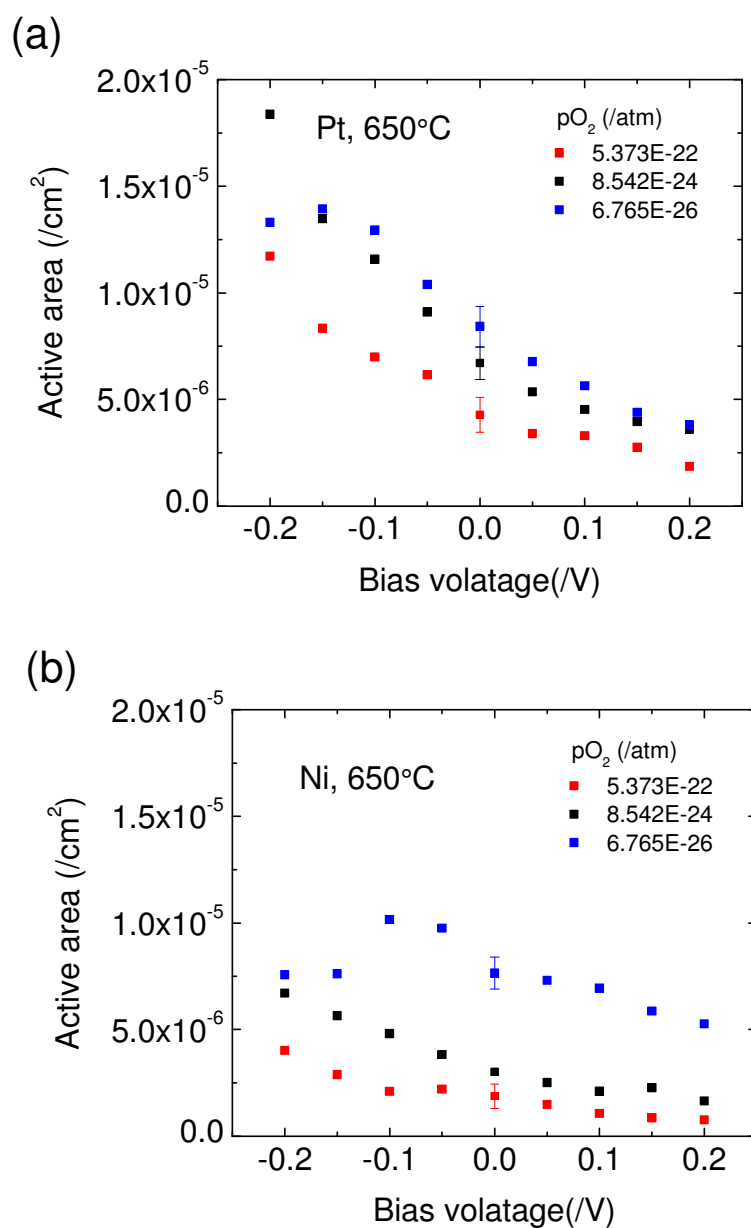 (a)
2.0x10⁻⁵
1.5x10⁻⁵
1.0x10⁻⁵
5.0x10⁻⁶
0.0
Active area (/cm²)
Pt, 650°C
pO₂ (/atm)
5.373E-22
8.542E-24
6.765E-26
-0.2 -0.1 0.0 0.1 0.2
Bias volatage(/V)
(b)
2.0x10⁻⁵
1.5x10⁻⁵
1.0x10⁻⁵
5.0x10⁻⁶
0.0
Active area (/cm²)
Ni, 650°C
pO₂ (/atm)
5.373E-22
8.542E-24
6.765E-26
-0.2 -0.1 0.0 0.1 0.2
Bias volatage(/V)